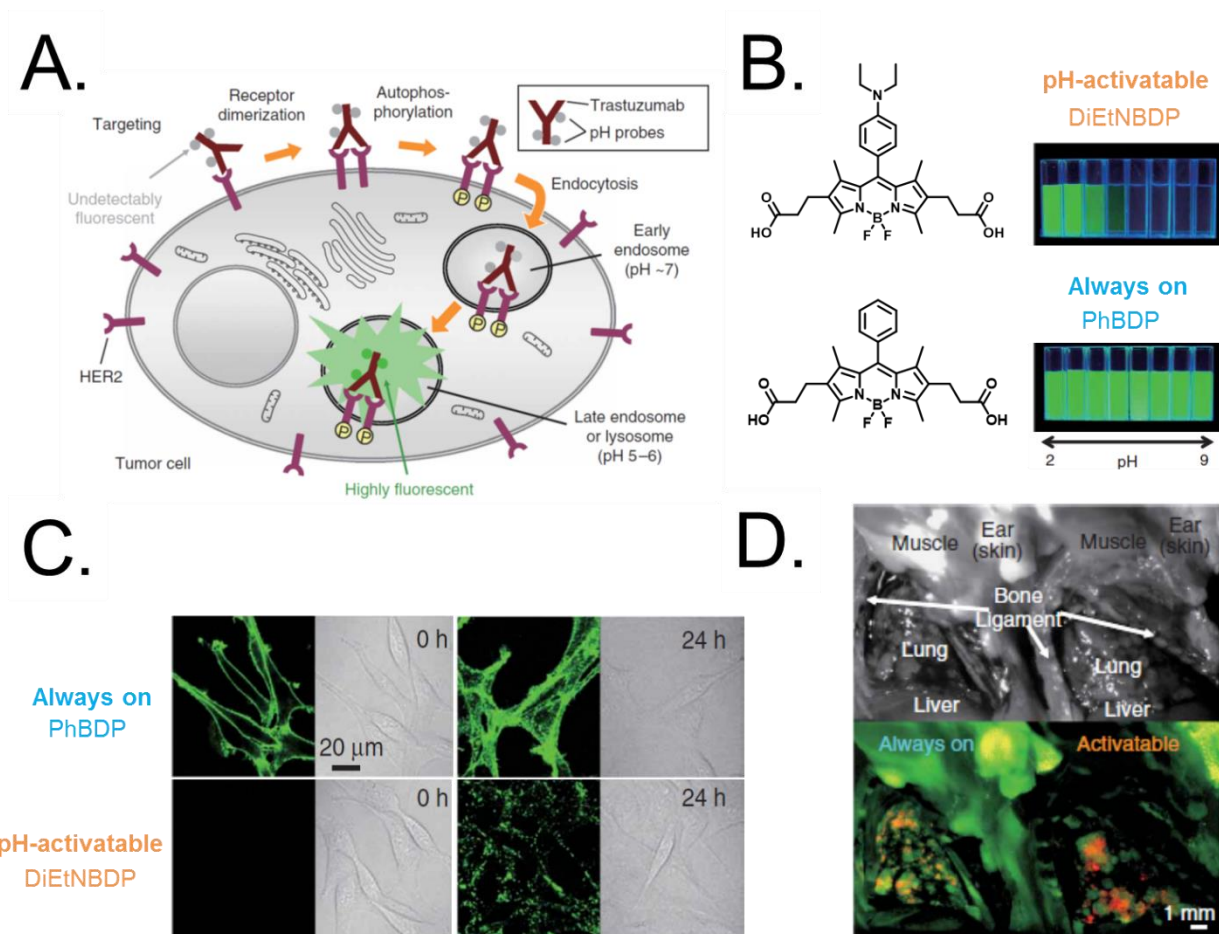 A.
Targeting
Receptor
dimerization
Autophos-
phorylation
Trastuzumab
pH probes
Undetectably
fluorescent
Endocytosis
P
P
P
Early
endosome
(pH ~7)
P
P
HER2
P
P
Late endosome
or lysosome
(pH 5–6)
Tumor cell
Highly fluorescent
B.
N
O
HO
N
B
N
F
F
O
OH
pH-activatable
DiEtNBDP
O
HO
N
B
N
F
F
O
OH
Always on
PhBDP
2
pH
9
C.
Always on
PhBDP
0 h
20 µm
24 h
pH-activatable
DiEtNBDP
0 h
24 h
D.
Muscle
Ear
(skin)
Muscle
Ear
(skin)
Bone
Ligament
Lung
Lung
Liver
Liver
Always on
Activatable
1 mm